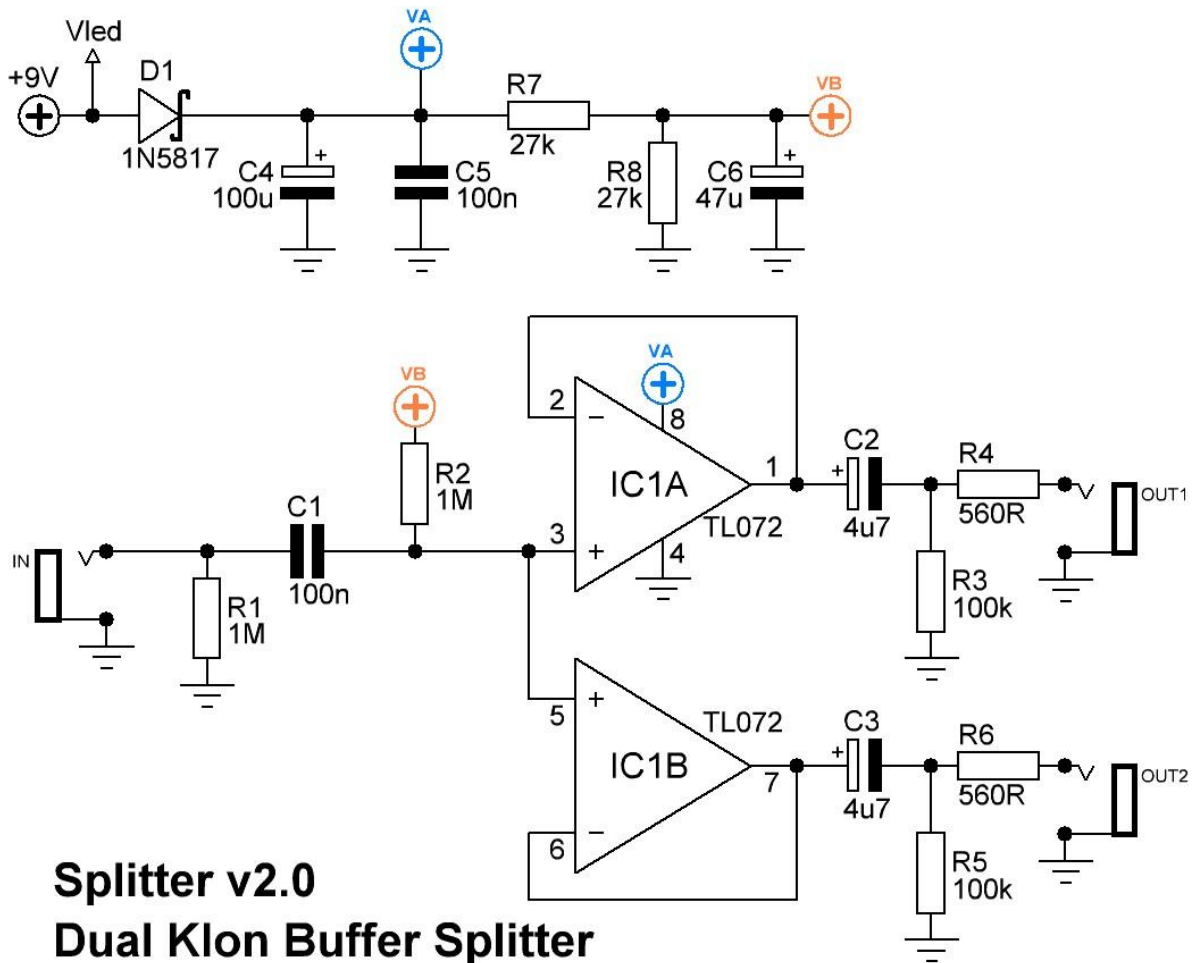 VA
Vled
+9V
D1
1N5817
R7
27k
VB
C4
100u
+
C5
100n
R8
27k
C6
47u
+
VA
VB
2
−
8
R2
1M
IC1A
1
C2
+
4u7
R4
560R
OUT1
TL072
C1
100n
3
+
4
IN
R1
1M
R3
100k
5
+
TL072
IC1B
7
C3
+
4u7
R6
560R
OUT2
6
−
R5
100k
Splitter v2.0
Dual Klon Buffer Splitter